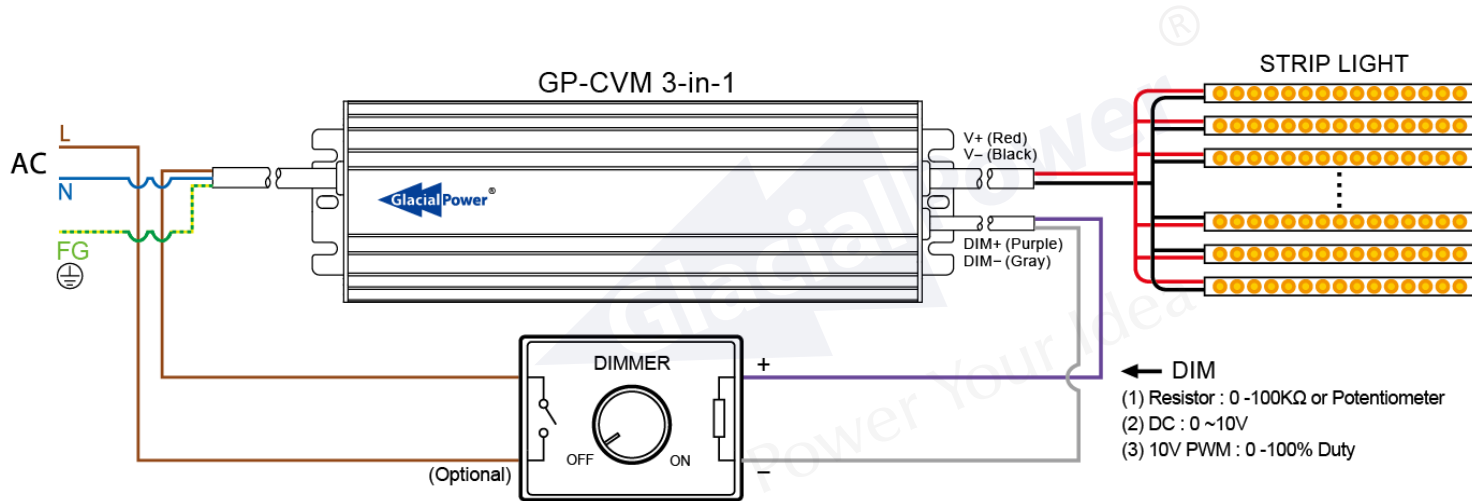 GP-CVM 3-in-1
STRIP LIGHT
®
L
AC
N
FG
GlacialPower®
V+ (Red)
V− (Black)
DIM+ (Purple)
DIM− (Gray)
GlacialPower
Power Your Idea
DIMMER
+
OFF
ON
(Optional)
−
← DIM
(1) Resistor : 0 -100KΩ or Potentiometer
(2) DC : 0 ~10V
(3) 10V PWM : 0 -100% Duty